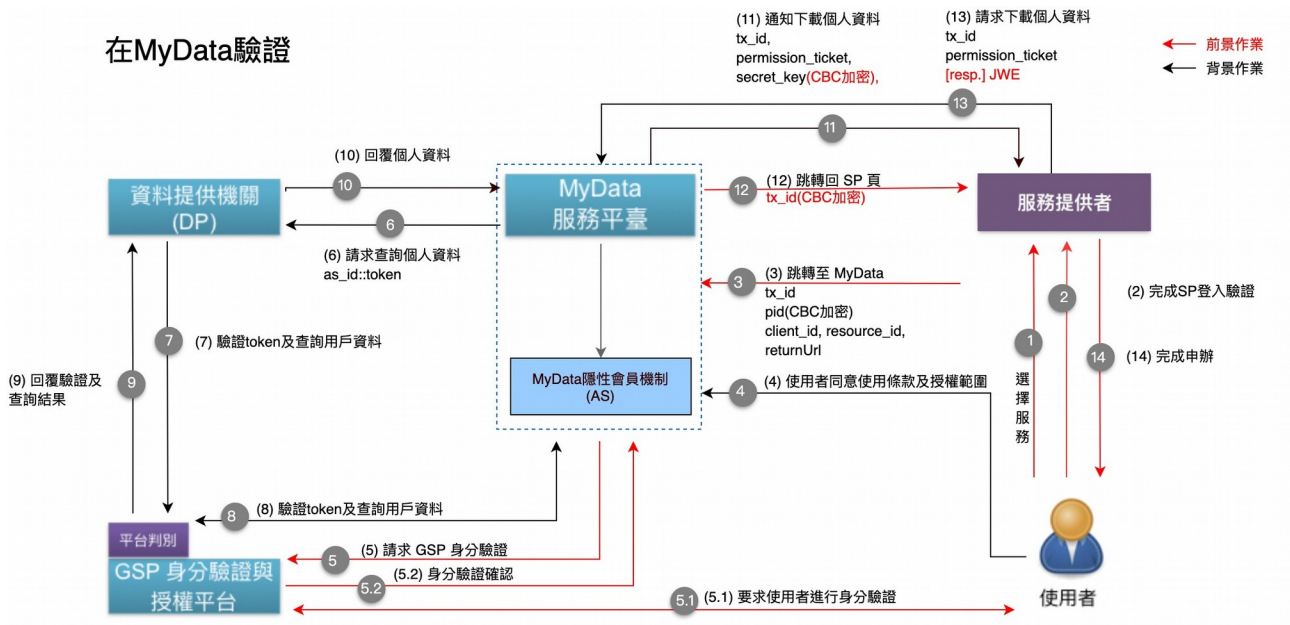 在MyData驗證
(11) 通知下載個人資料
tx_id,
permission_ticket,
secret_key(CBC加密),
(13) 請求下載個人資料
tx_id
permission_ticket
[resp.] JWE
前景作業
背景作業
13
11
(10) 回覆個人資料
10
資料提供機關
(DP)
6
(6) 請求查詢個人資料
as_id::token
MyData
服務平臺
12
(12) 跳轉回 SP 頁
tx_id(CBC加密)
服務提供者
3
(3) 跳轉至 MyData
tx_id
pid(CBC加密)
client_id, resource_id,
returnUrl
2
(2) 完成SP登入驗證
1
選擇服務
14
(14) 完成申辦
7
(7) 驗證token及查詢用戶資料
9
(9) 回覆驗證及
查詢結果
MyData隱性會員機制
(AS)
4
(4) 使用者同意使用條款及授權範圍
8
(8) 驗證token及查詢用戶資料
平台判別
GSP 身分驗證與
授權平台
5
(5) 請求 GSP 身分驗證
5.2
(5.2) 身分驗證確認
5.1
(5.1) 要求使用者進行身分驗證
使用者